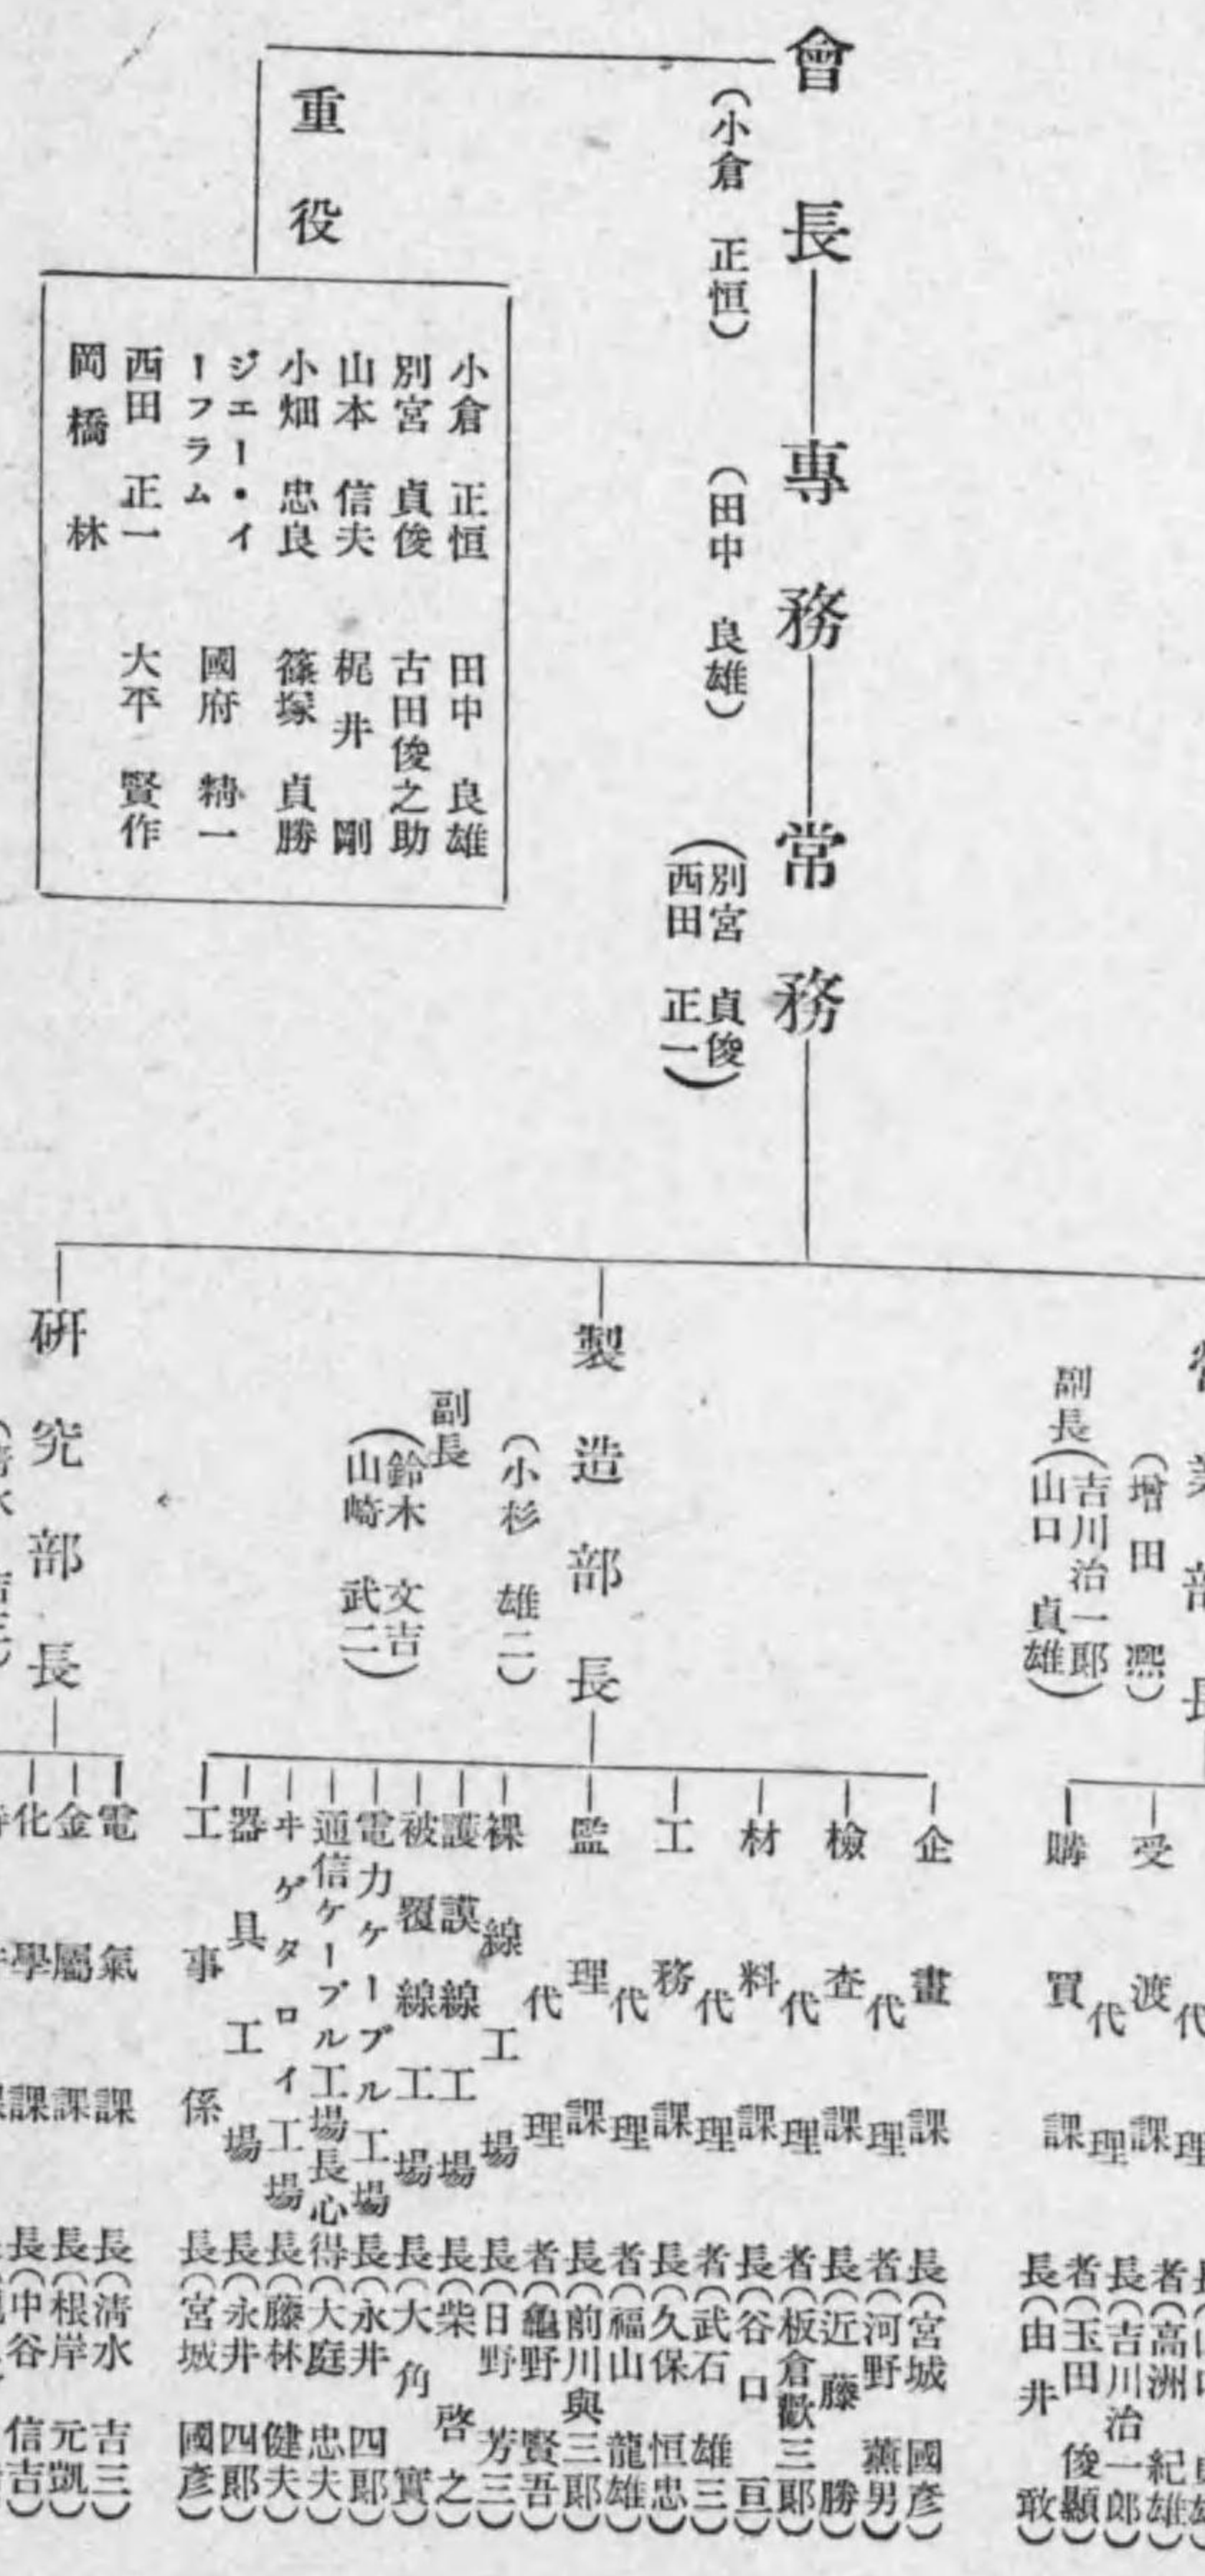 會長
(小倉 正恒)
專務
(田中 良雄)
常務
(別宮 貞俊
西田 正一)
重役
小倉 正恒
田中 良雄
別宮 貞俊
古田俊之助
山本 信夫
梶井 剛
小畑 忠良
篠塚 貞勝
ジエー・イ
ーフラム
國府 精一
西田 正一
大平 賢作
岡橋 林
(增田 凞)
副長(吉川治一郎
山口 貞雄)
受渡課長(吉川治一郎)
代理者(玉田 俊顯)
購買課長(由井 敢)
製造部長
(小杉 雄二)
副長
(鈴木 文吉
山崎 武二)
企畫課長(宮城 國彥)
代理者(河野 薰男)
檢査課長(近藤 勝)
代理者(板倉歡三郎)
材料課長(谷口 亘)
代理者(武石 雄三)
工務課長(久保 恒忠)
代理者(福山 龍雄)
監理課長(前川與三郎)
代理者(龜野 賢吾)
裸線工場長(日野 芳三)
護謨線工場長(柴 啓之)
被覆線工場長(大角 實)
電力ケーブル工場長(永井 四郎)
通信ケーブル工場長心得(大庭 忠夫)
ヰゲタロイ工場長(藤林 健夫)
器具工場長(永井 四郎)
工事係長(宮城 國彥)
研究部長
電氣課長(淸水 吉三)
金屬課長(根岸 元凱)
化學課長(中谷 信吉)